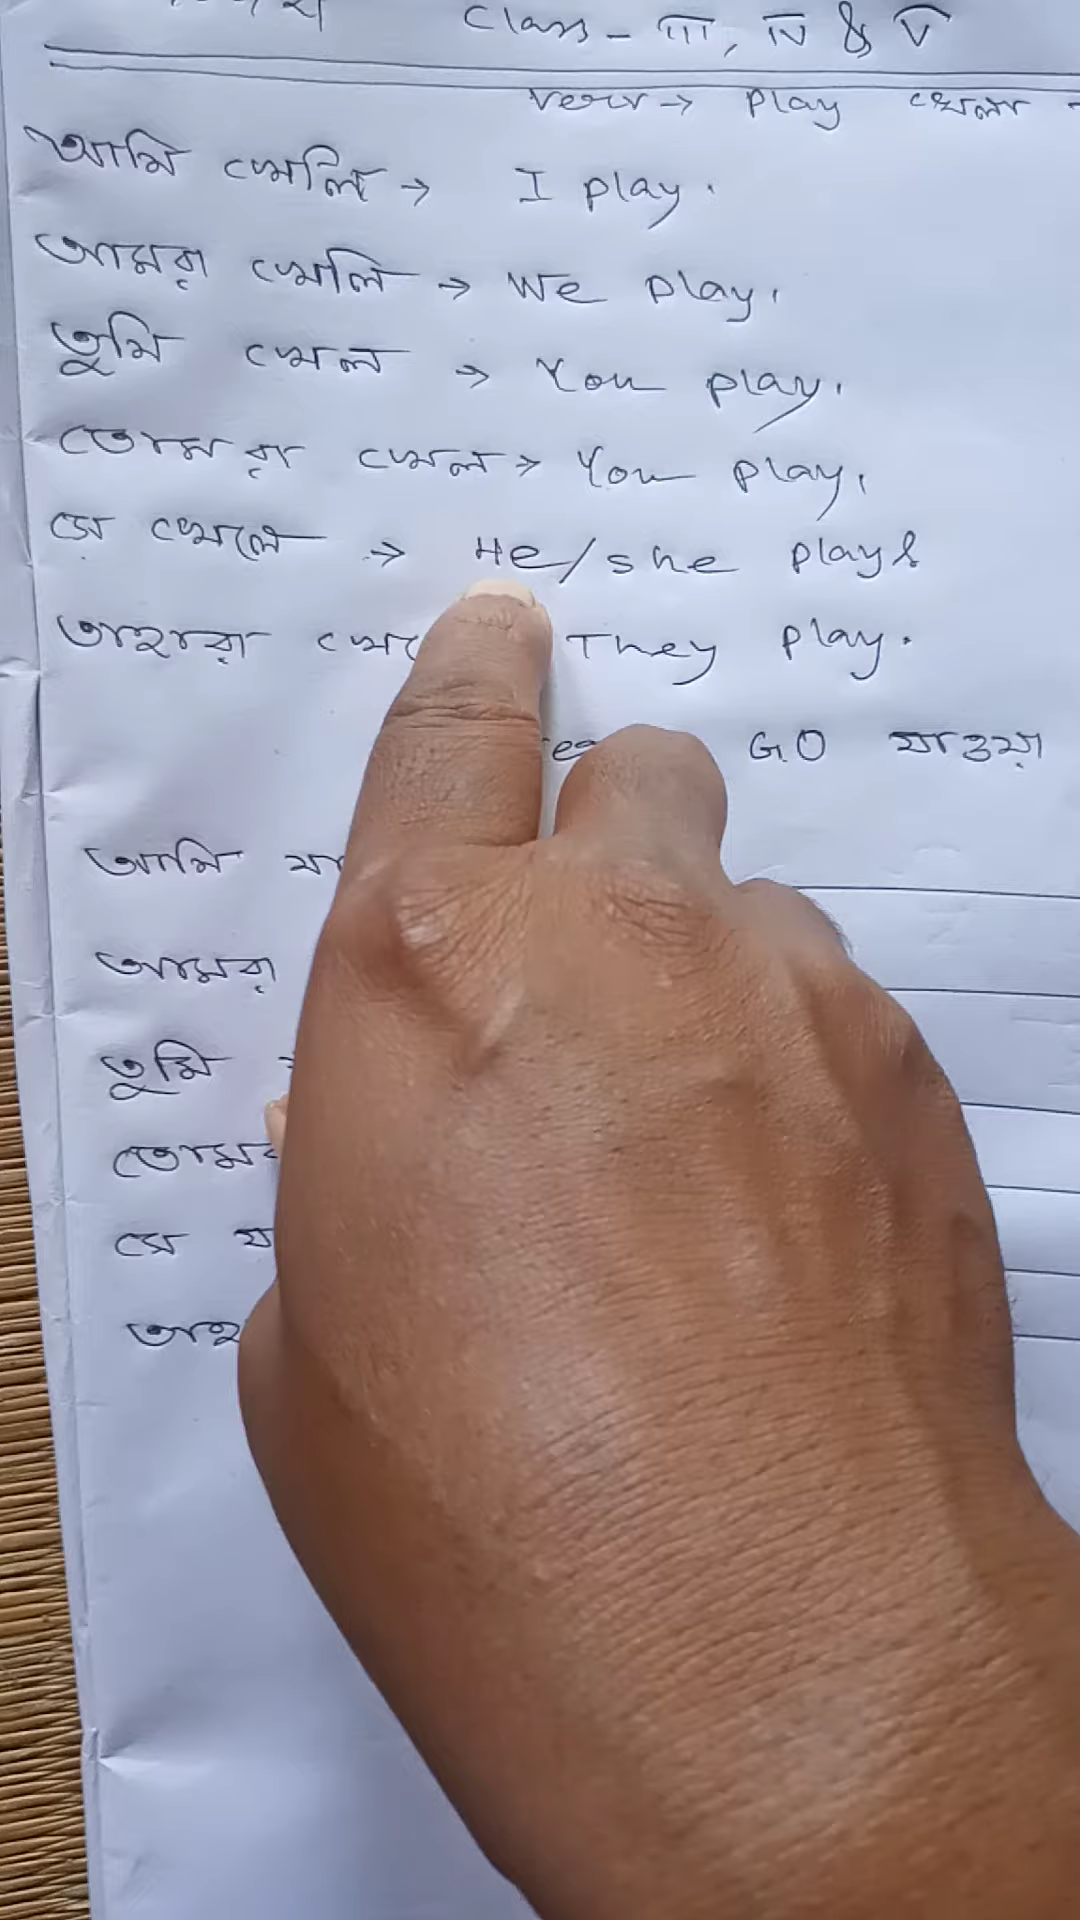 Class - III, IV & V
verv → play খেলা -
আমি খেলি → I play.
আমরা খেলি → We play.
তুমি খেল → You play.
তোমরা খেল → You play.
সে খেলে → He/she plays
তাহারা They play.
GO যাওয়া
আমি
আমরা
তুমি
সে